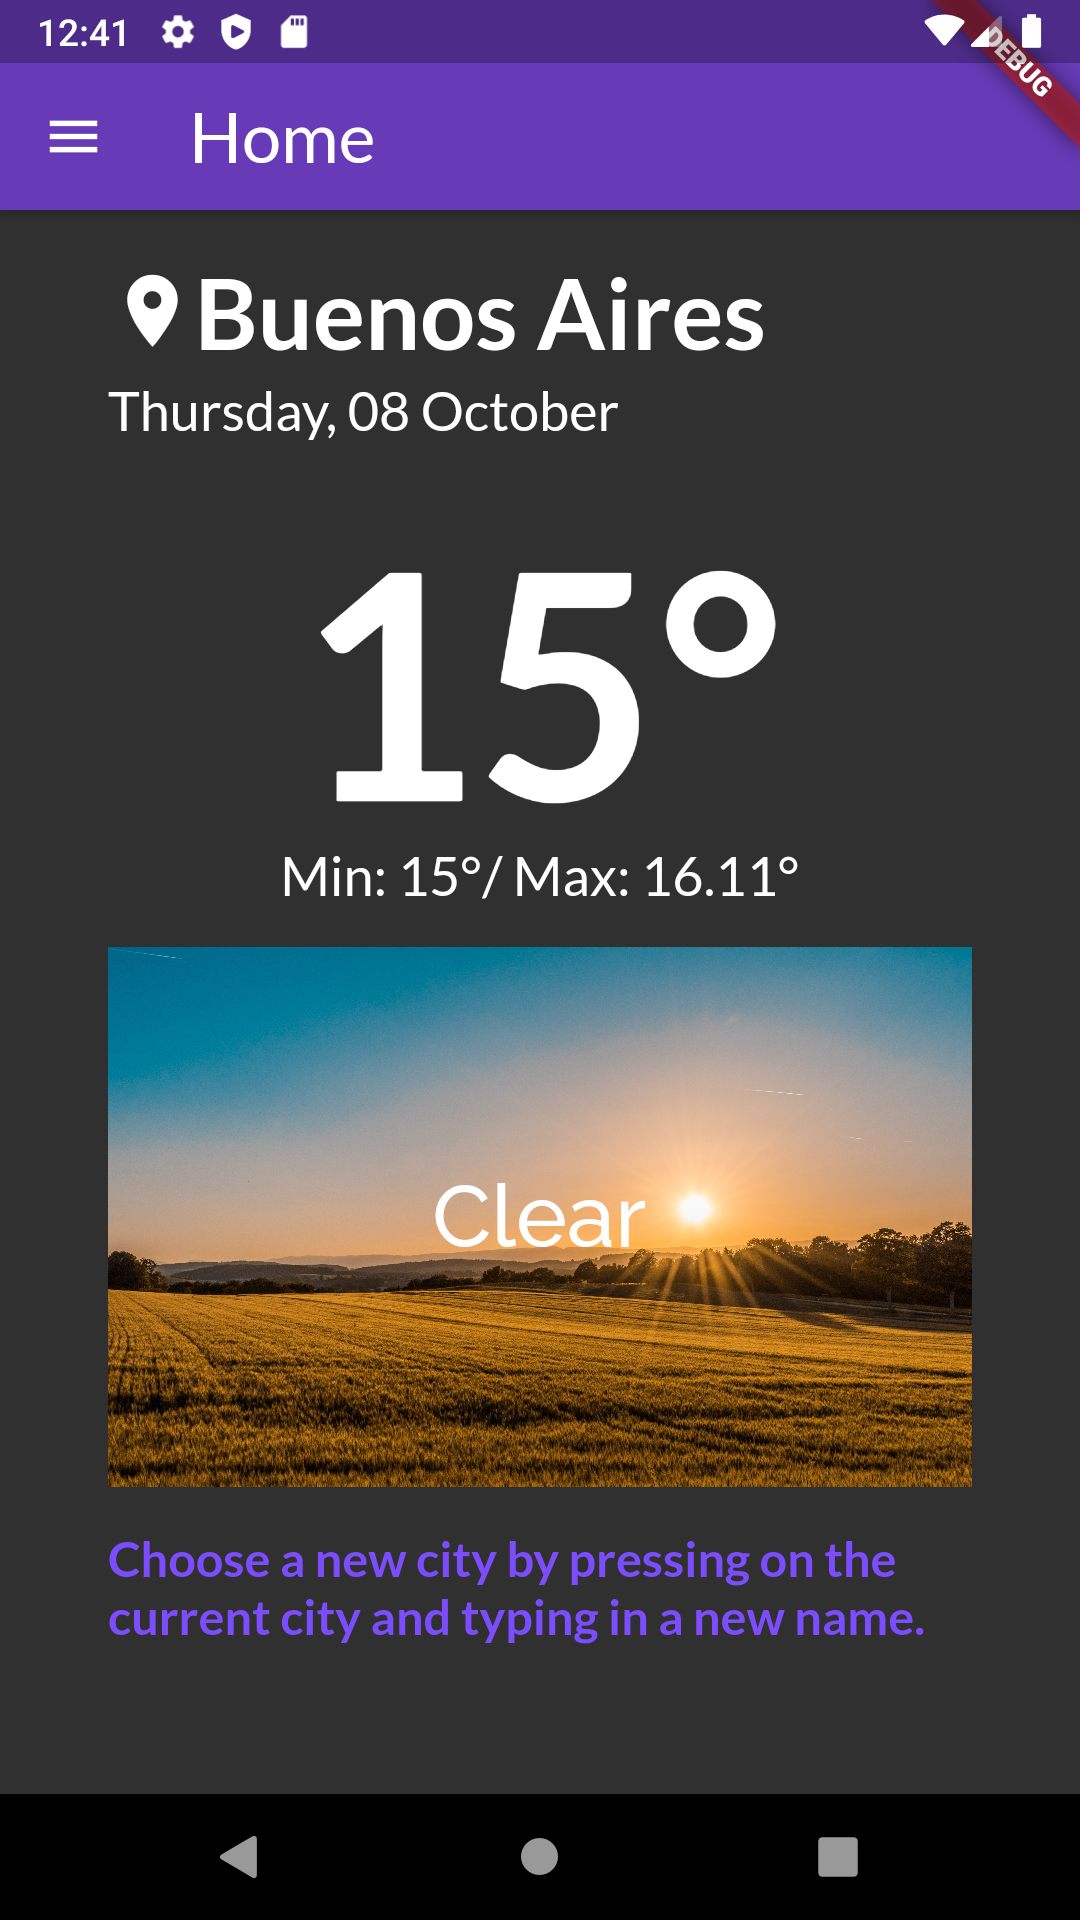 12:41
DEBUG
Home
Buenos Aires
Thursday, 08 October
15°
Min: 15°/ Max: 16.11°
Clear
Choose a new city by pressing on the
current city and typing in a new name.